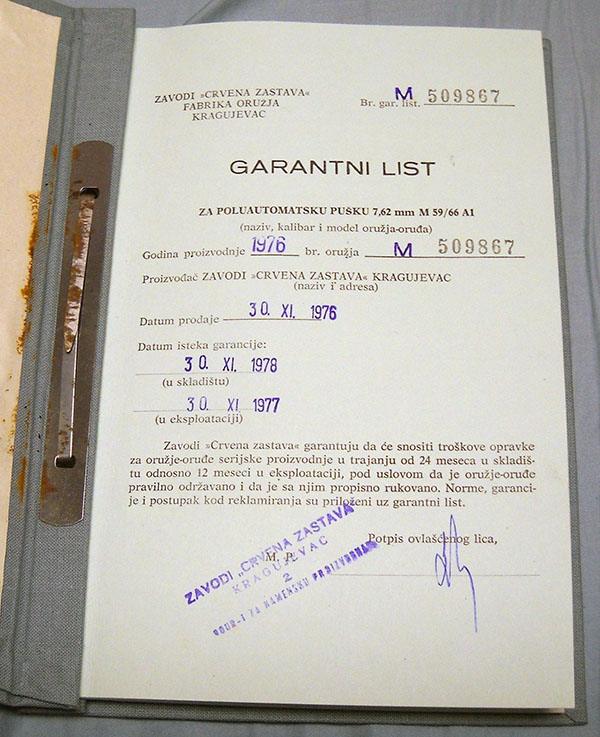 ZAVODI »CRVENA ZASTAVA«
FABRIKA ORUŽJA
KRAGUJEVAC
Br. gar. list. M 509867
GARANTNI LIST
ZA POLUAUTOMATSKU PUŠKU 7,62 mm M 59/66 A1
(naziv, kalibar i model oružja-oruđa)
Godina proizvodnje 1976 br. oružja M 509867
Proizvođač ZAVODI »CRVENA ZASTAVA« KRAGUJEVAC
(naziv i adresa)
Datum prodaje 30. XI. 1976
Datum isteka garancije:
30. XI. 1978
(u skladištu)
30. XI 1977
(u eksploataciji)
Zavodi »Crvena zastava« garantuju da će snositi troškove opravke
za oružje-oruđe serijske proizvodnje u trajanju od 24 meseca u skladiš-
tu odnosno 12 meseci u eksploataciji, pod uslovom da je oružje-oruđe
pravilno održavano i da je sa njim propisno rukovano. Norme, garanci-
je i postupak kod reklamiranja su priloženi uz garantni list.
Potpis ovlašćenog lica,
M. P.
ZAVODI „CRVENA ZASTAVA"
KRAGUJEVAC
2
ZA NAMENSKU PROIZVODNJU